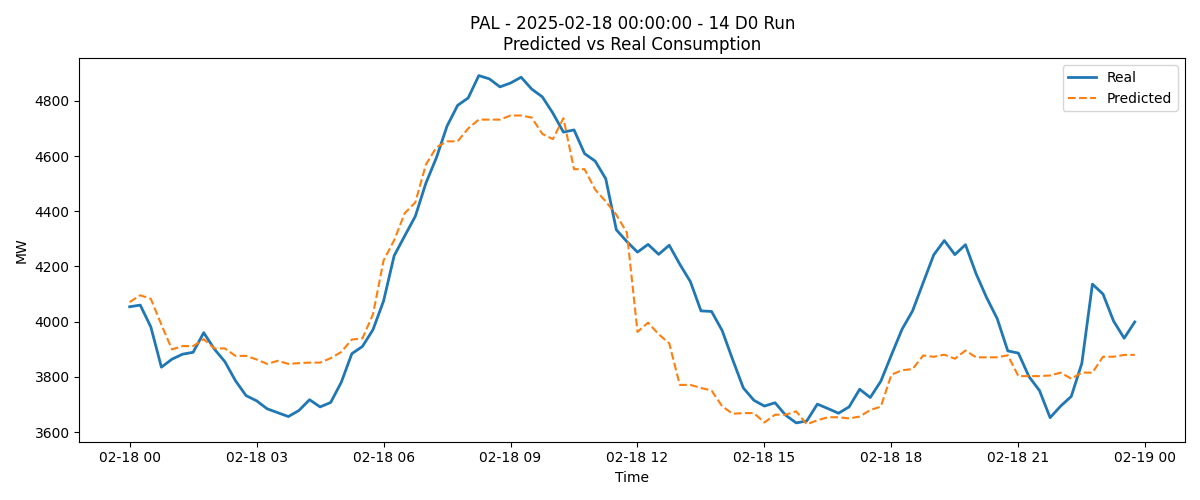 PAL - 2025-02-18 00:00:00 - 14 D0 Run
Predicted vs Real Consumption
Real
Predicted
MW
4800
4600
4400
4200
4000
3800
3600
02-18 00
02-18 03
02-18 06
02-18 09
02-18 12
02-18 15
02-18 18
02-18 21
02-19 00
Time